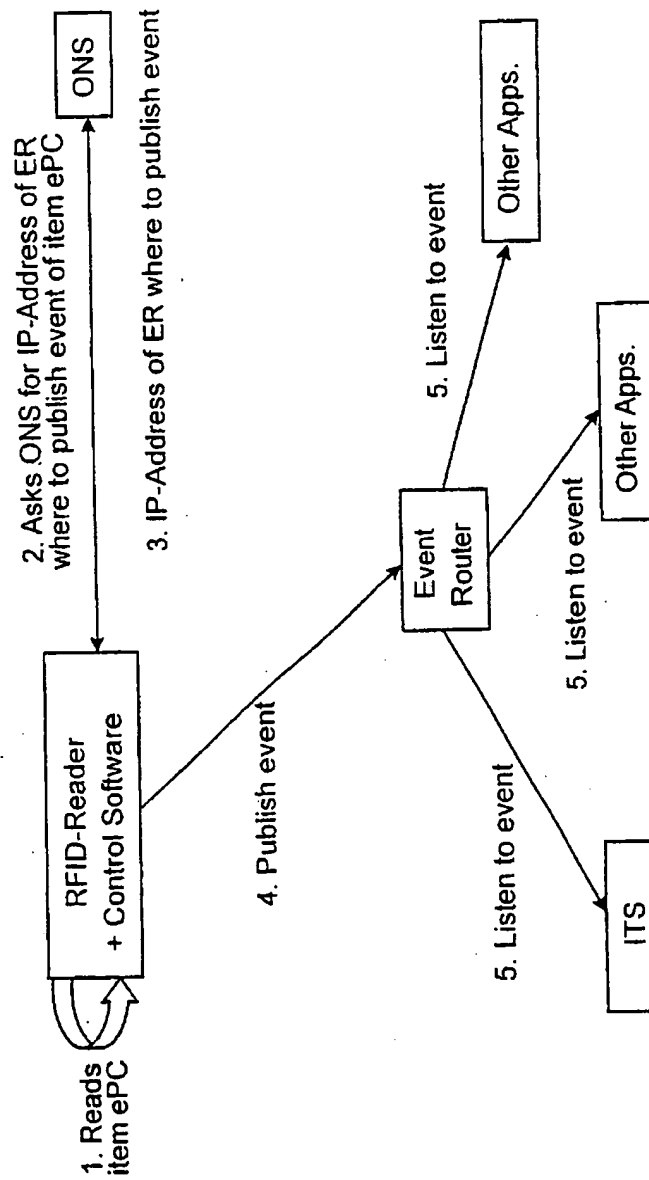 1. Reads
item ePC
RFID-Reader
+ Control Software
2. Asks ONS for IP-Address of ER
where to publish event of item ePC
ONS
3. IP-Address of ER where to publish event
4. Publish event
Event
Router
5. Listen to event
5. Listen to event
5. Listen to event
ITS
Other Apps.
Other Apps.